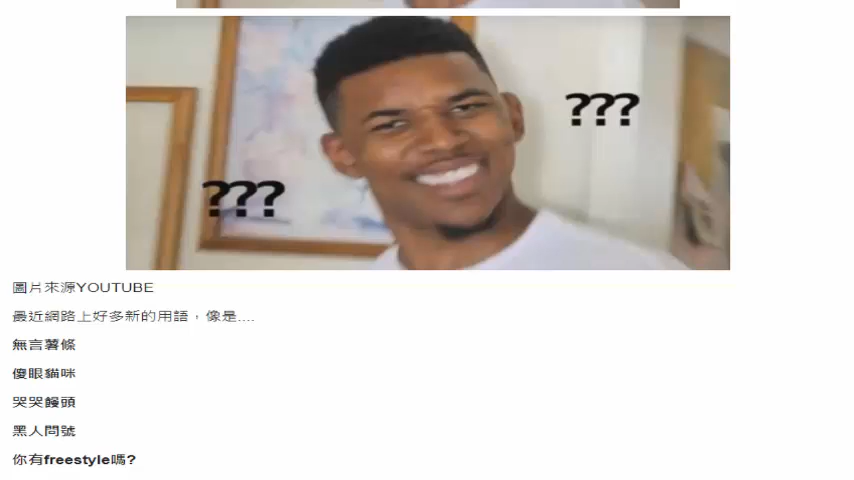 ???
???
圖片來源YOUTUBE
最近網路上好多新的用語，像是....
無言薯條
傻眼貓咪
哭哭饅頭
黑人問號
你有freestyle嗎?